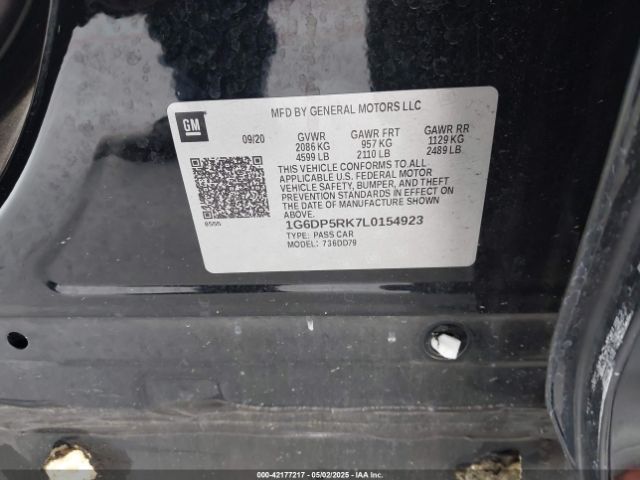 MFD BY GENERAL MOTORS LLC
GM
09/20
GVWR GAWR FRT GAWR RR
2086 KG 957 KG 1129 KG
4599 LB 2110 LB 2489 LB
THIS VEHICLE CONFORMS TO ALL
APPLICABLE U.S. FEDERAL MOTOR
VEHICLE SAFETY, BUMPER, AND THEFT
PREVENTION STANDARDS IN EFFECT ON
THE DATE OF MANUFACTURE SHOWN
ABOVE.
1G6DP5RK7L0154923
TYPE: PASS CAR
MODEL: 736DD79
000-42177217 - 05/02/2025 - IAAI.COM